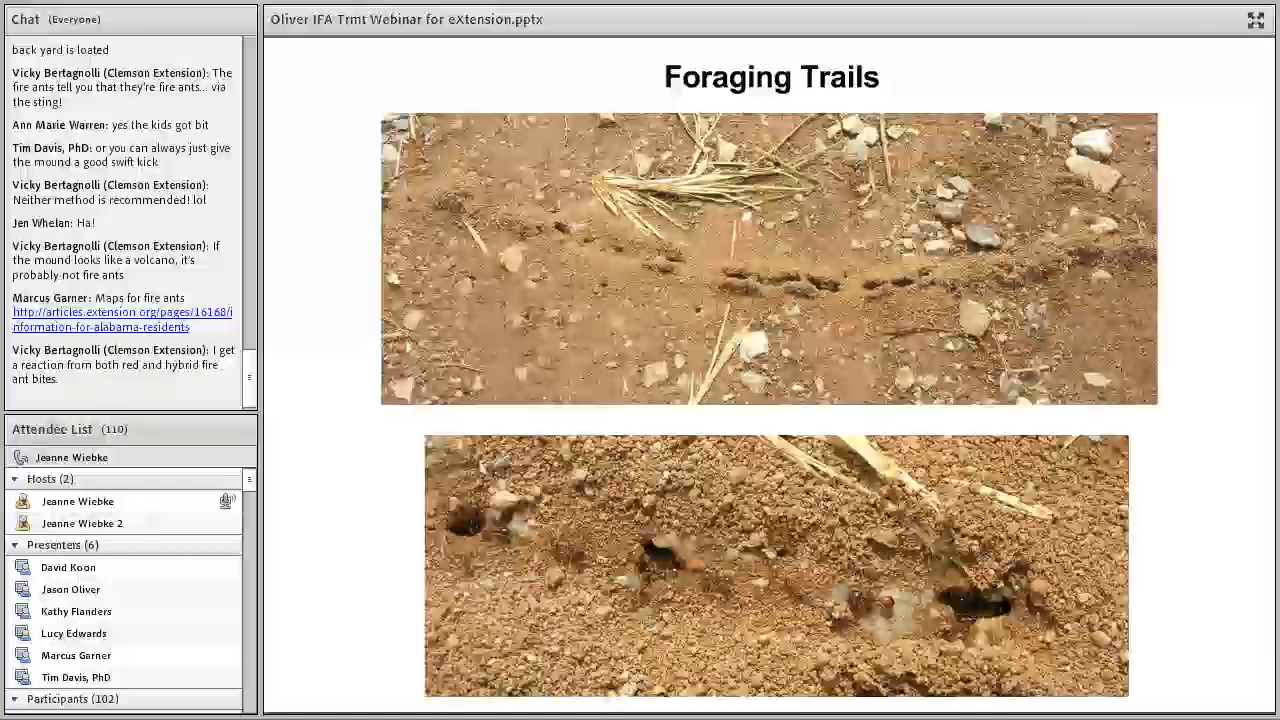 Chat (Everyone)
back yard is loated
Vicky Bertagnolli (Clemson Extension): The
the ants tell you that they're fire ants... via
the sting!
Ann Marie Warren: yes the kids got bit
Tim Davis, PhD: or you can always just give
the mound a good swift kick
Vicky Bertagnolli (Clemson Extension):
Neither method is recommended! lol
Jen Whelan: Ha!
Vicky Bertagnolli (Clemson Extension): If
the mound looks like a volcano, it's
probably not fire ants
Marcus Garner: Maps for fire ants
http://articles.extension.org/pages/16168/i
nformation-for-alabama-residents
Vicky Bertagnolli (Clemson Extension): I get
a reaction from both red and hybrid fire
ant bites.
Attendee List (110)
Jeanne Wiebke
Hosts (2)
Jeanne Wiebke
Jeanne Wiebke 2
Presenters (6)
David Koon
Jason Oliver
Kathy Flanders
Lucy Edwards
Marcus Garner
Tim Davis, PhD
Participants (102)
Oliver IFA Trmt Webinar for eXtension.pptx
Foraging Trails